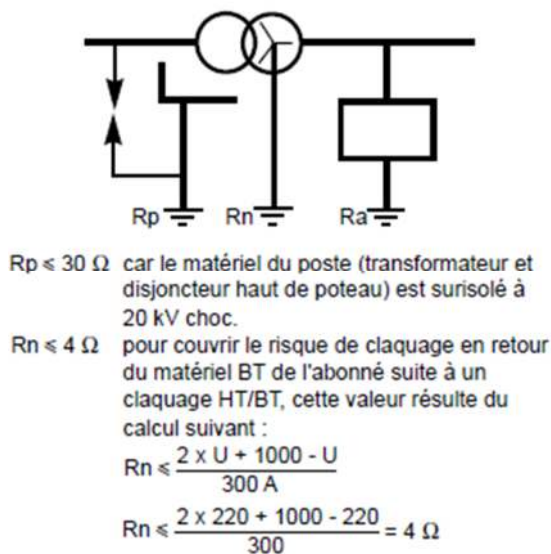 Rp Rn Ra
Rp ≤ 30 Ω car le matériel du poste (transformateur et
disjoncteur haut de poteau) est surisolé à
20 kV choc.
Rn ≤ 4 Ω pour couvrir le risque de claquage en retour
du matériel BT de l'abonné suite à un
claquage HT/BT, cette valeur résulte du
calcul suivant :
Rn ≤ 2 x U + 1000 - U
300 A
Rn ≤ 2 x 220 + 1000 - 220 = 4 Ω
300